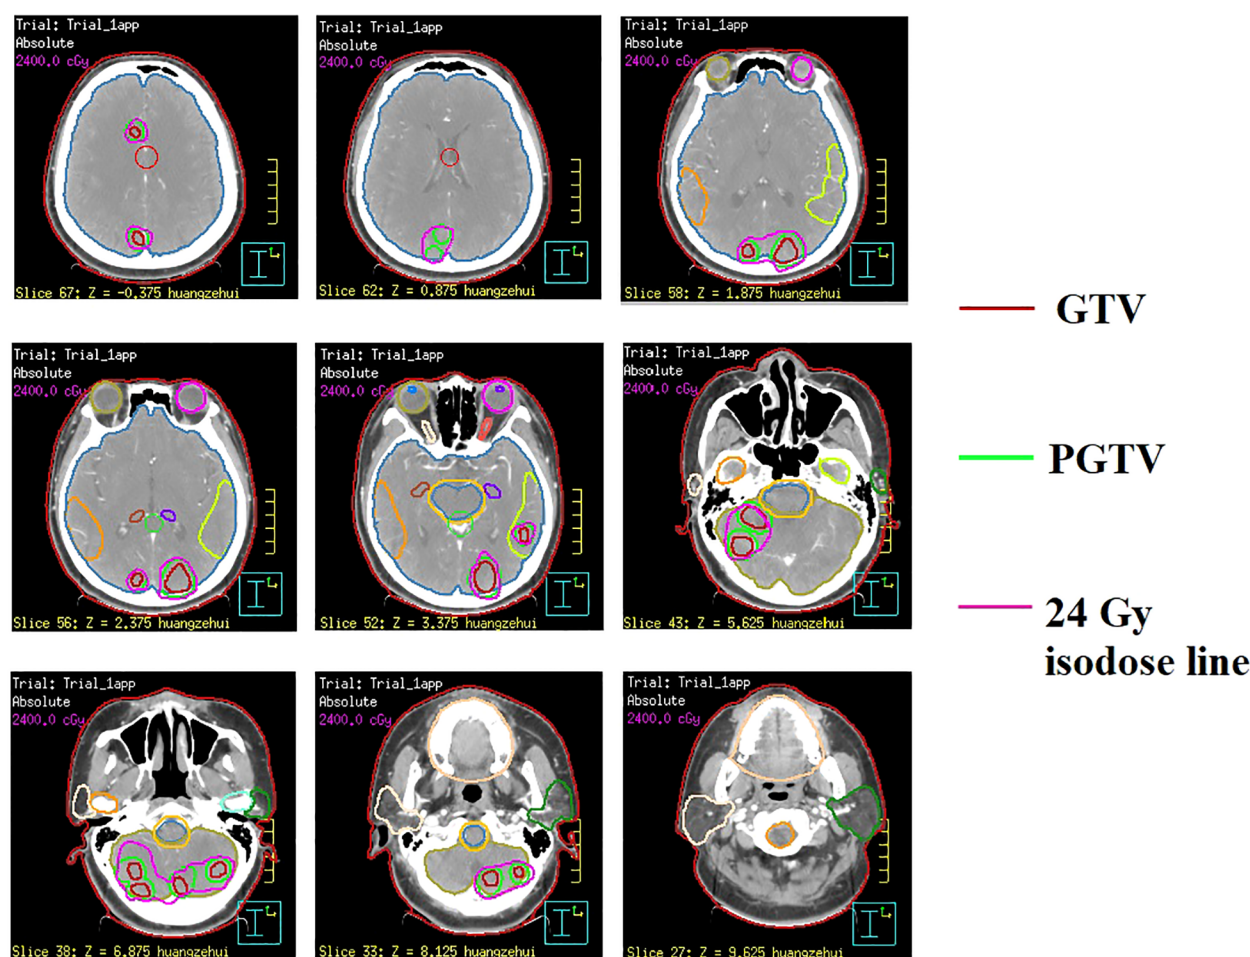 Trial: Trial_1app
Absolute
2400.0 cGy
Slice 67: Z = -0.375 huangzehui
Trial: Trial_1app
Absolute
2400.0 cGy
Slice 62: Z = 0.875 huangzehui
Trial: Trial_1app
Absolute
2400.0 cGy
Slice 58: Z = 1.875 huangzehui
Trial: Trial_1app
Absolute
2400.0 cGy
Slice 56: Z = 2.375 huangzehui
Trial: Trial_1app
Absolute
2400.0 cGy
Slice 52: Z = 3.375 huangzehui
Trial: Trial_1app
Absolute
2400.0 cGy
Slice 43: Z = 5.625 huangzehui
Trial: Trial_1app
Absolute
2400.0 cGy
Slice 38: Z = 6.875 huangzehui
Trial: Trial_1app
Absolute
2400.0 cGy
Slice 33: Z = 8.125 huangzehui
Trial: Trial_1app
Absolute
2400.0 cGy
Slice 27: Z = 9.625 huangzehui
GTV
PGTV
24 Gy
isodose line